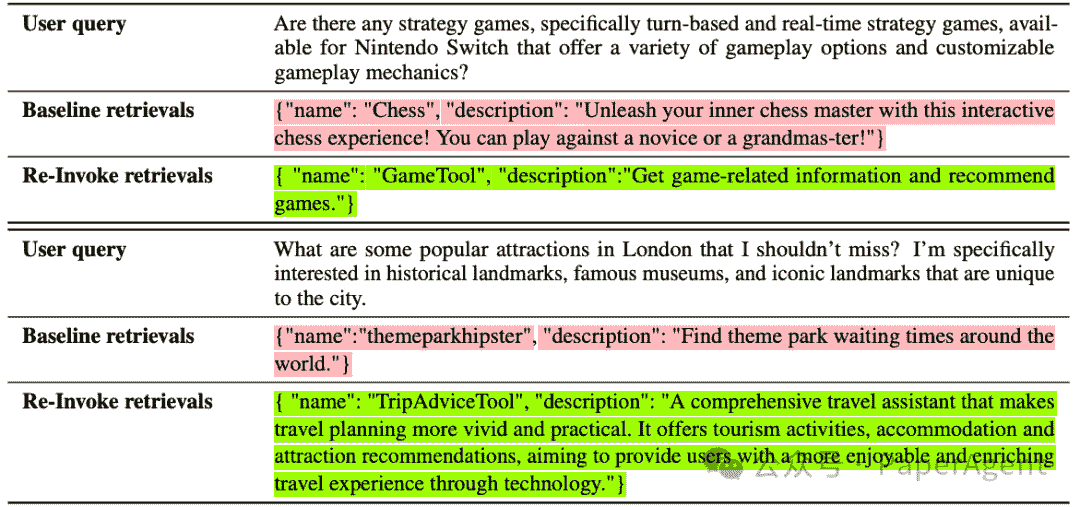 User query
Are there any strategy games, specifically turn-based and real-time strategy games, avail-
able for Nintendo Switch that offer a variety of gameplay options and customizable
gameplay mechanics?
Baseline retrievals
{"name": "Chess", "description": "Unleash your inner chess master with this interactive
chess experience! You can play against a novice or a grandmas-ter!"}
Re-Invoke retrievals
{ "name": "GameTool", "description":"Get game-related information and recommend
games."}
User query
What are some popular attractions in London that I shouldn't miss? I'm specifically
interested in historical landmarks, famous museums, and iconic landmarks that are unique
to the city.
Baseline retrievals
{"name":"themeparkhipster", "description": "Find theme park waiting times around the
world."}
Re-Invoke retrievals
{ "name": "TripAdviceTool", "description": "A comprehensive travel assistant that makes
travel planning more vivid and practical. It offers tourism activities, accommodation and
attraction recommendations, aiming to provide users with a more enjoyable and enriching
travel experience through technology."}
公众号 · PaperAgent